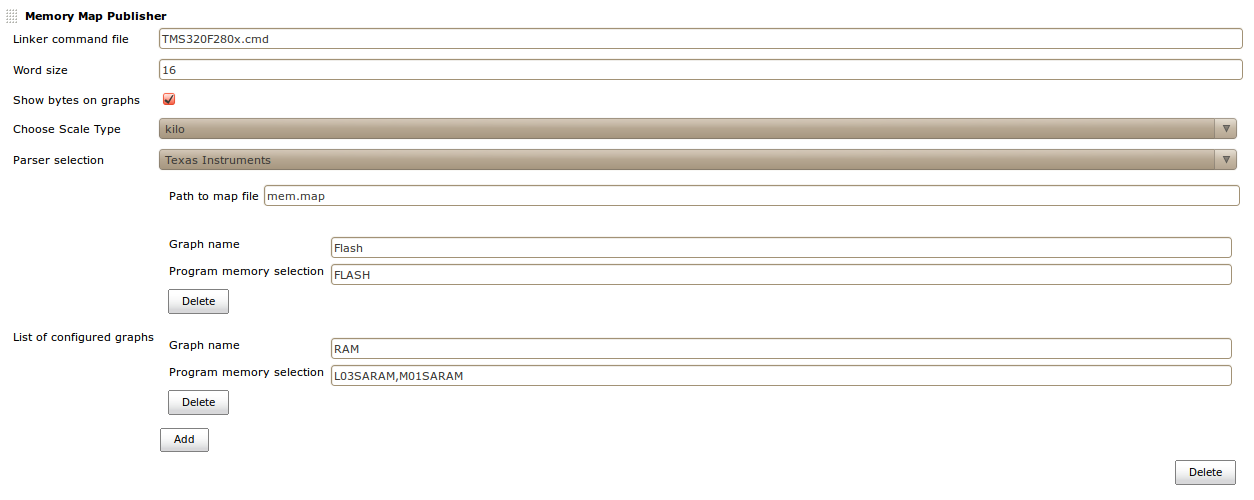 Memory Map Publisher
Linker command file TMS320F280x.cmd
Word size 16
Show bytes on graphs
Choose Scale Type kilo
Parser selection Texas Instruments
Path to map file mem.map
Graph name Flash
Program memory selection FLASH
Delete
List of configured graphs
Graph name RAM
Program memory selection L03SARAM,M01SARAM
Delete
Add
Delete